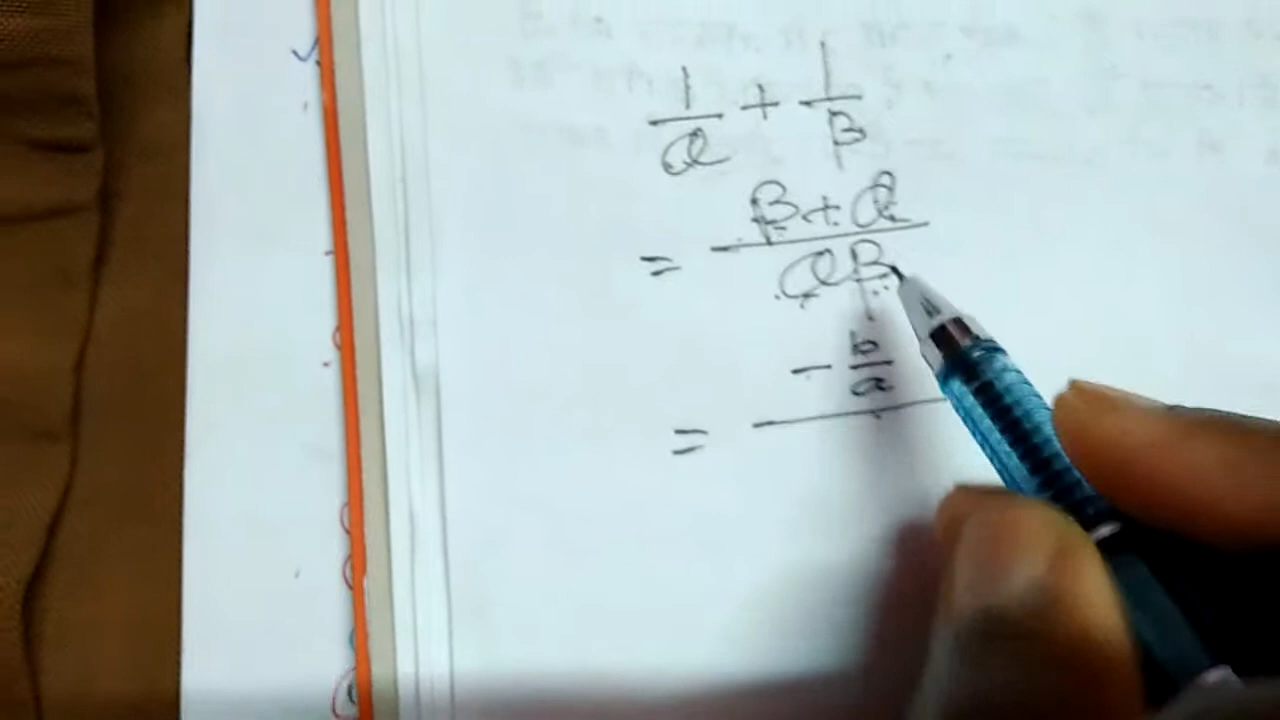 1/α + 1/β
= (β + α)/(αβ)
= (-b/a)/